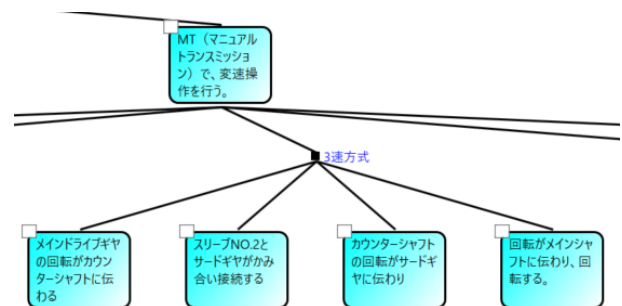 MT（マニュアル
トランスミッショ
ン）で、変速操
作を行う。
3速方式
メインドライブギヤ
の回転がカウン
ターシャフトに伝
わる
スリーブNO.2と
サードギヤがかみ
合い接続する
カウンターシャフト
の回転がサードギ
ヤに伝わり
回転がメインシャ
フトに伝わり、回
転する。